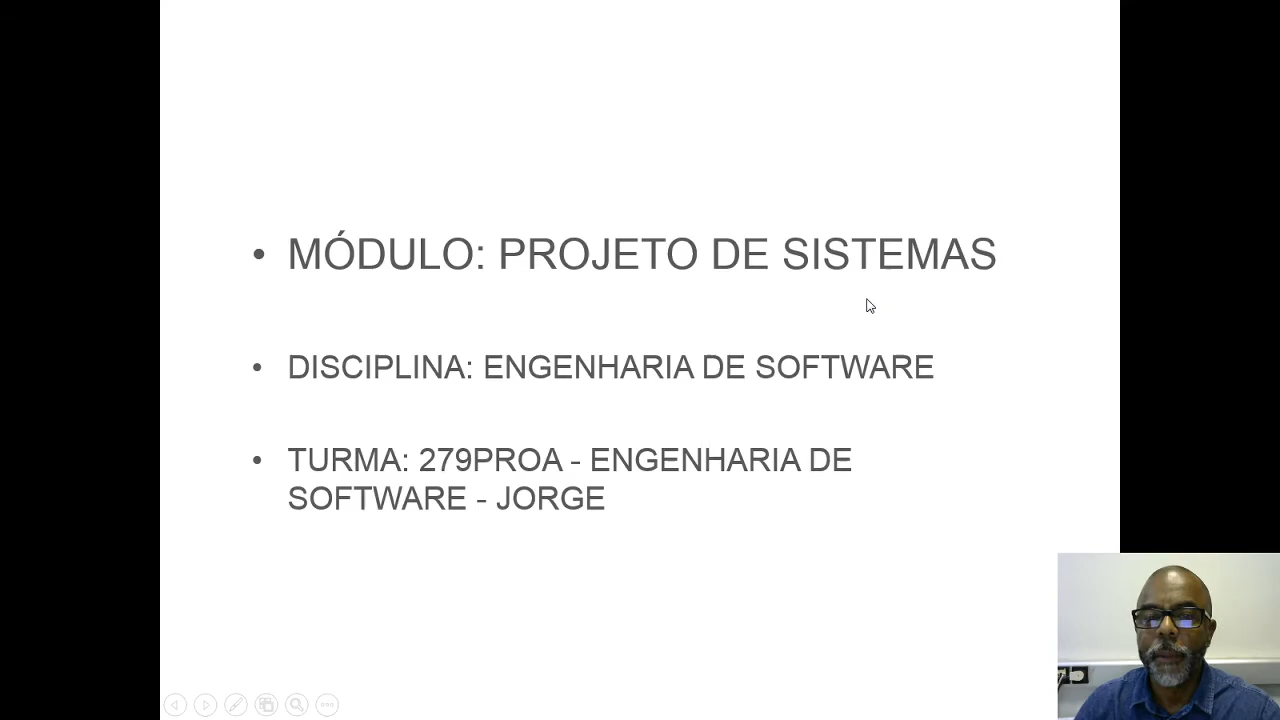 • MÓDULO: PROJETO DE SISTEMAS
• DISCIPLINA: ENGENHARIA DE SOFTWARE
• TURMA: 279PROA - ENGENHARIA DE
SOFTWARE - JORGE